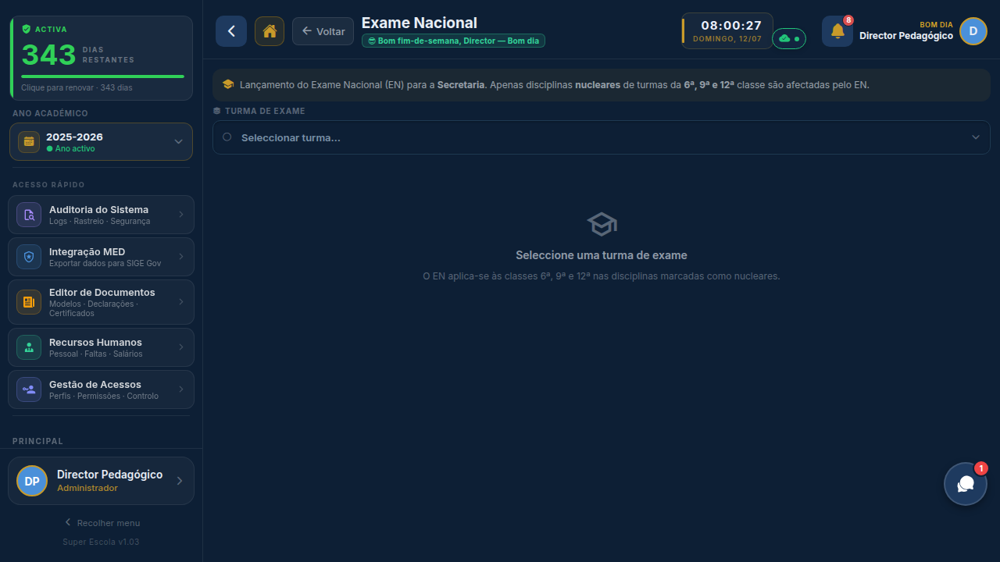 ACTIVA
343
DIAS
RESTANTES
Clique para renovar · 343 dias
ANO ACADÉMICO
2025-2026
Ano activo
ACESSO RÁPIDO
Auditoria do Sistema
Logs · Rastreio · Segurança
Integração MED
Exportar dados para SIGE Gov
Editor de Documentos
Modelos · Declarações ·
Certificados
Recursos Humanos
Pessoal · Faltas · Salários
Gestão de Acessos
Perfis · Permissões · Controlo
PRINCIPAL
DP
Director Pedagógico
Administrador
Recolher menu
Super Escola v1.03
Voltar
Exame Nacional
Bom fim-de-semana, Director — Bom dia
08:00:27
DOMINGO, 12/07
8
BOM DIA
Director Pedagógico
D
Lançamento do Exame Nacional (EN) para a Secretaria. Apenas disciplinas nucleares de turmas da 6ª, 9ª e 12ª classe são afectadas pelo EN.
TURMA DE EXAME
Seleccionar turma...
Seleccione uma turma de exame
O EN aplica-se às classes 6ª, 9ª e 12ª nas disciplinas marcadas como nucleares.
1